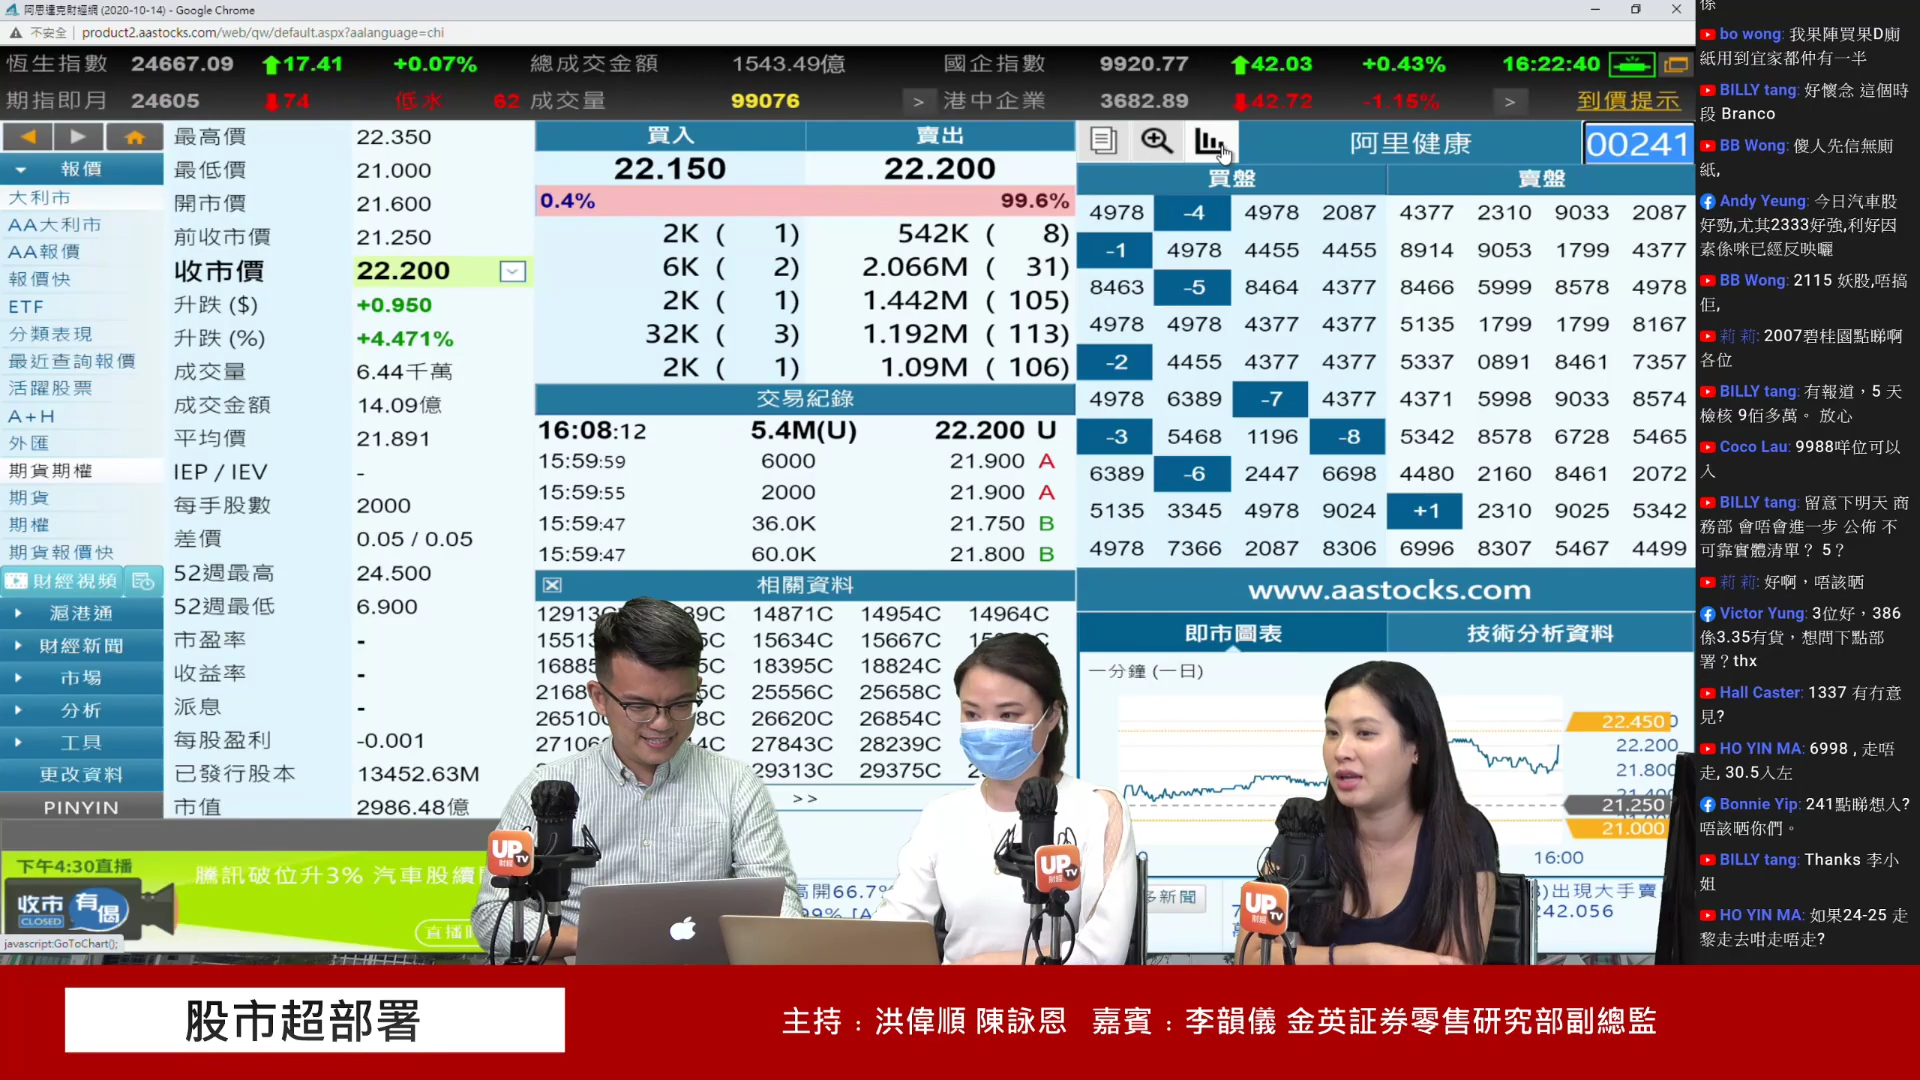 阿思達克財經網 (2020-10-14) - Google Chrome
不安全 | product2.aastocks.com/web/qw/default.aspx?aalanguage=chi
恆生指數 24667.09 17.41 +0.07% 總成交金額 1543.49億 國企指數 9920.77 42.03 +0.43% 16:22:40
期指即月 24605 74 低水 62 成交量 99076 > 港中企業 3682.89 42.72 -1.15% > 到價提示
報價
大利市
AA大利市
AA報價
報價快
ETF
分類表現
最近查詢報價
活躍股票
A+H
外匯
期貨期權
期貨
期權
期貨報價快
財經視頻
滬港通
財經新聞
市場
分析
工具
更改資料
PINYIN
最高價 22.350
最低價 21.000
開市價 21.600
前收市價 21.250
收市價 22.200
升跌 ($) +0.950
升跌 (%) +4.471%
成交量 6.44千萬
成交金額 14.09億
平均價 21.891
IEP / IEV -
每手股數 2000
差價 0.05 / 0.05
52週最高 24.500
52週最低 6.900
市盈率 -
收益率 -
派息 -
每股盈利 -0.001
已發行股本 13452.63M
市值 2986.48億
買入 賣出
22.150 22.200
0.4% 99.6%
2K ( 1) 542K ( 8)
6K ( 2) 2.066M ( 31)
2K ( 1) 1.442M ( 105)
32K ( 3) 1.192M ( 113)
2K ( 1) 1.09M ( 106)
交易紀錄
16:08:12 5.4M(U) 22.200 U
15:59:59 6000 21.900 A
15:59:55 2000 21.900 A
15:59:47 36.0K 21.750 B
15:59:47 60.0K 21.800 B
相關資料
14871C 14954C 14964C
15634C 15667C
18395C 18824C
25556C 25658C
26620C 26854C
27843C 28239C
29313C 29375C
>>
阿里健康 00241
買盤 賣盤
4978 -4 4978 2087 4377 2310 9033 2087
-1 4978 4455 4455 8914 9053 1799 4377
8463 -5 8464 4377 8466 5999 8578 4978
4978 4978 4377 4377 5135 1799 1799 8167
-2 4455 4377 4377 5337 0891 8461 7357
4978 6389 -7 4377 4371 5998 9033 8574
-3 5468 1196 -8 5342 8578 6728 5465
6389 -6 2447 6698 4480 2160 8461 2072
5135 3345 4978 9024 +1 2310 9025 5342
4978 7366 2087 8306 6996 8307 5467 4499
www.aastocks.com
即市圖表 技術分析資料
一分鐘 (一日)
22.450
22.200
21.800
21.250
21.000
16:00
下午4:30直播
收市 有偈
CLOSED
騰訊破位升3% 汽車股續
直播
高開66.7%
多新聞
出現大手賣
242.056
javascript:GoToChart();
UP
財經 TV
UP
財經 TV
UP
財經 TV
係
bo wong: 我果陣買果D廁
紙用到宜家都仲有一半
BILLY tang: 好懷念 這個時
段 Branco
BB Wong: 傻人先信無廁
紙,
Andy Yeung: 今日汽車股
好勁,尤其2333好強,利好因
素係咪已經反映曬
BB Wong: 2115 妖股,唔搞
佢,
莉 莉: 2007碧桂園點睇啊
各位
BILLY tang: 有報道，5 天
檢核 9佰多萬。 放心
Coco Lau: 9988咩位可以
入
BILLY tang: 留意下明天 商
務部 會唔會進一步 公佈 不
可靠實體清單？ 5？
莉 莉: 好啊，唔該晒
Victor Yung: 3位好，386
係3.35有貨，想問下點部
署？thx
Hall Caster: 1337 有冇意
見?
HO YIN MA: 6998 , 走唔
走, 30.5入左
Bonnie Yip: 241點睇想入?
唔該晒你們。
BILLY tang: Thanks 李小
姐
HO YIN MA: 如果24-25 走
黎走去咁走唔走?
股市超部署
主持：洪偉順 陳詠恩 嘉賓：李韻儀 金英証券零售研究部副總監